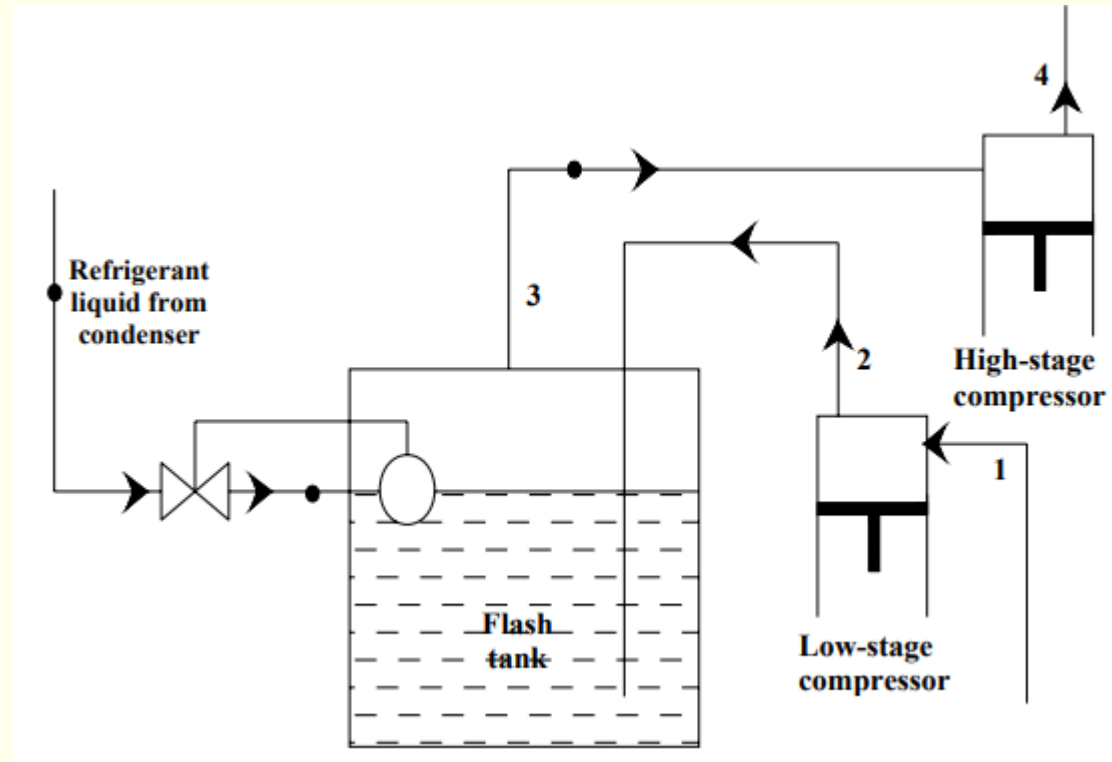 4
Refrigerant
liquid from
condenser
3
2
High-stage
compressor
1
Flash
tank
Low-stage
compressor